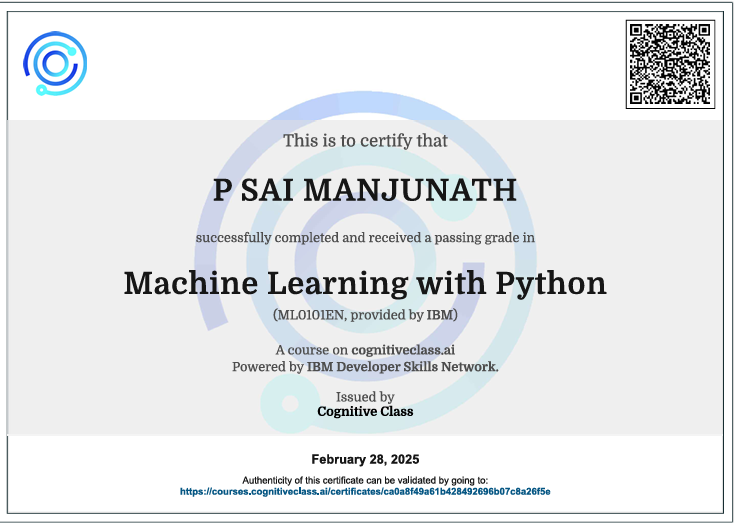 This is to certify that
P SAI MANJUNATH
successfully completed and received a passing grade in
Machine Learning with Python
(ML0101EN, provided by IBM)
A course on cognitiveclass.ai
Powered by IBM Developer Skills Network.
Issued by
Cognitive Class
February 28, 2025
Authenticity of this certificate can be validated by going to:
https://courses.cognitiveclass.ai/certificates/ca0a8f49a61b428492696b07c8a26f5e